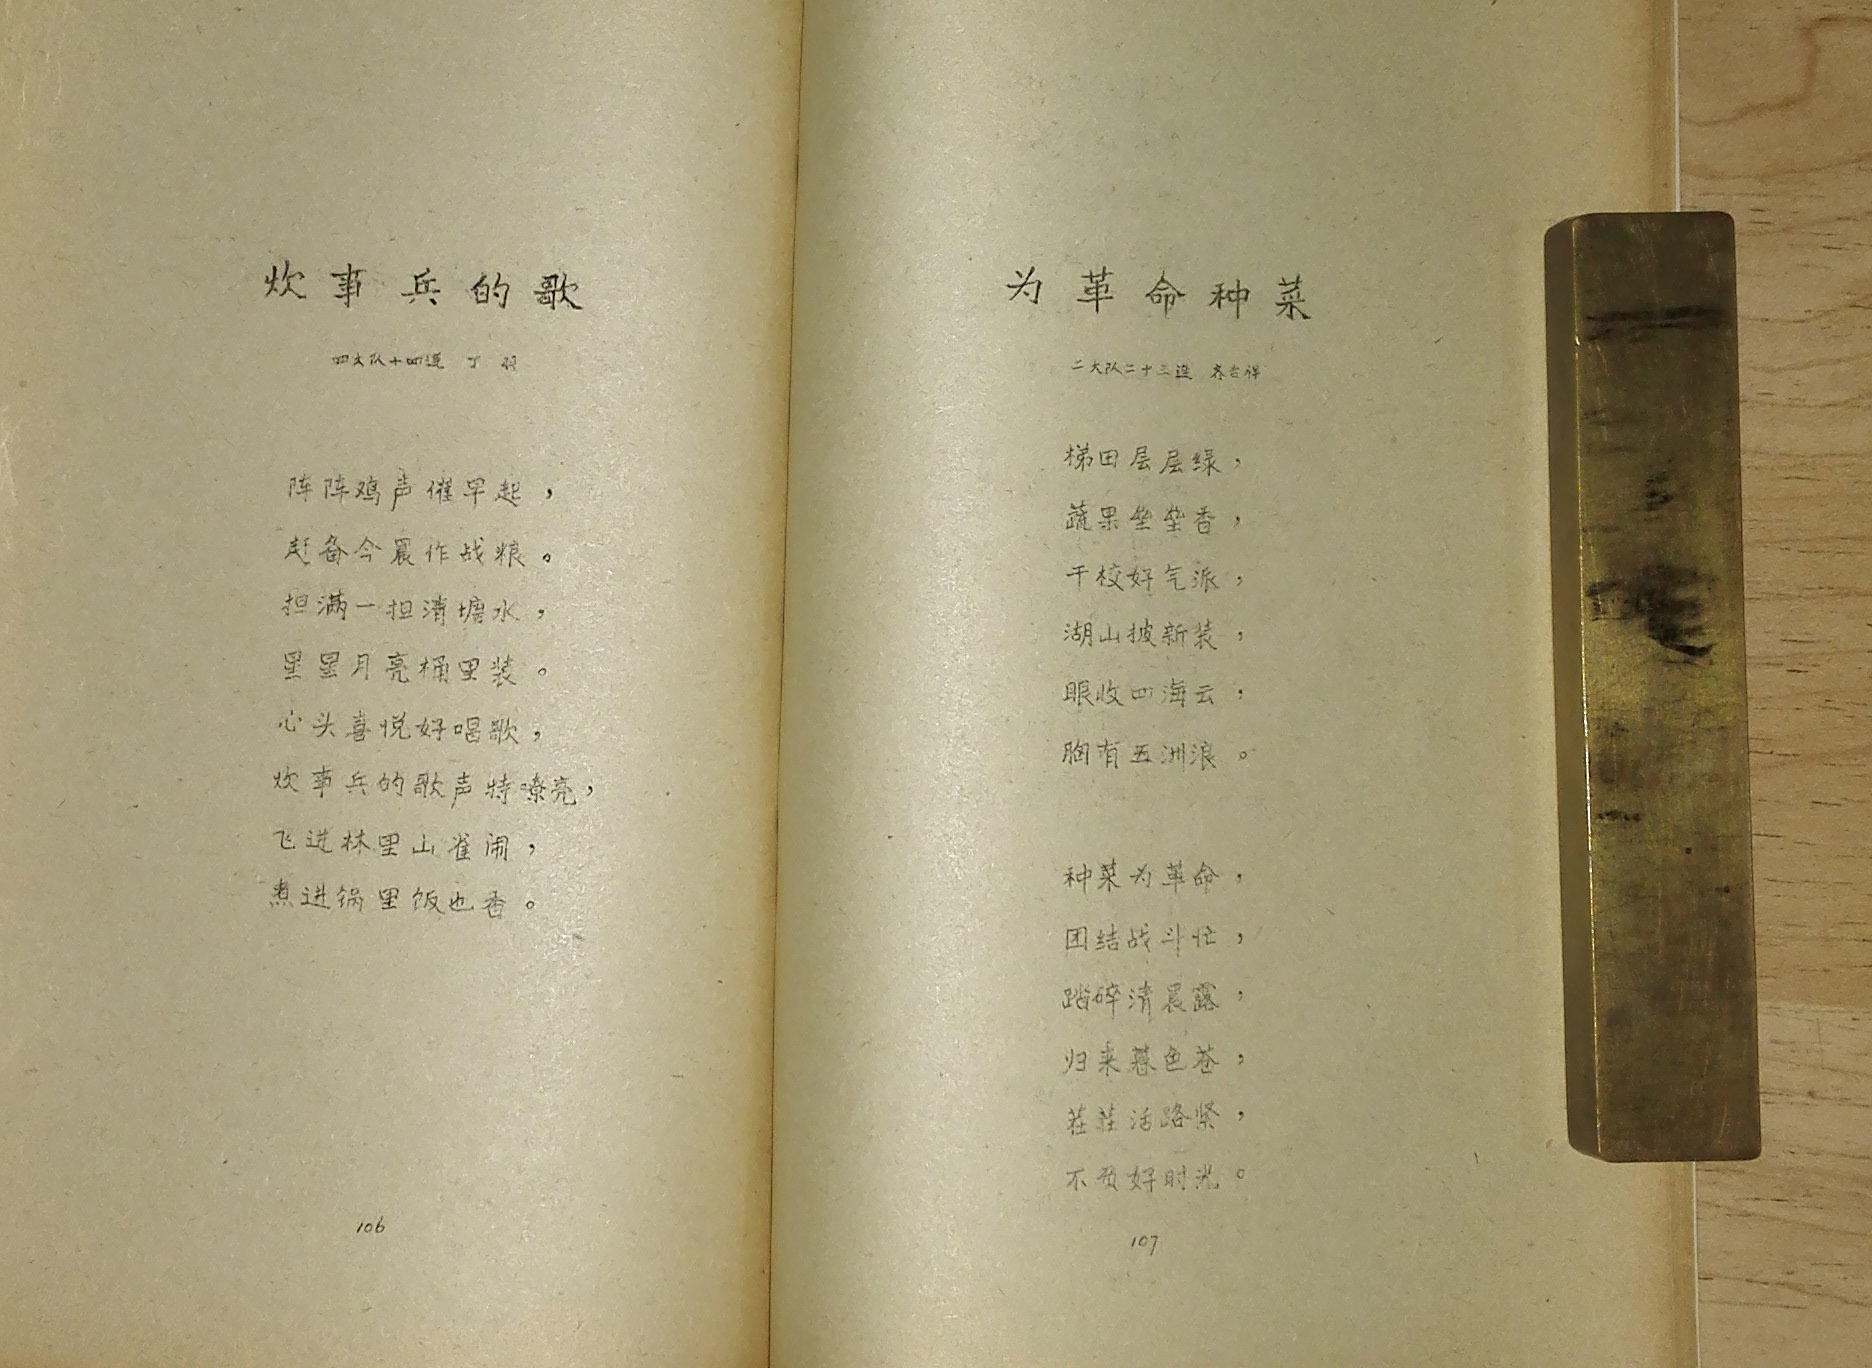 炊事兵的歌
四大队十四连 丁 羽
阵阵鸡声催早起，
赶备今晨作战粮。
担满一担清塘水，
星星月亮桶里装。
心头喜悦好唱歌，
炊事兵的歌声特嘹亮，
飞进林里山雀闹，
煮进锅里饭也香。
106
为革命种菜
二大队二十三连 齐吉祥
梯田层层绿，
蔬果垒垒香，
干校好气派，
湖山披新装，
眼收四海云，
胸有五洲浪。
种菜为革命，
团结战斗忙，
踏碎清晨露，
归来暮色苍，
茬茬活路紧，
不负好时光。
107